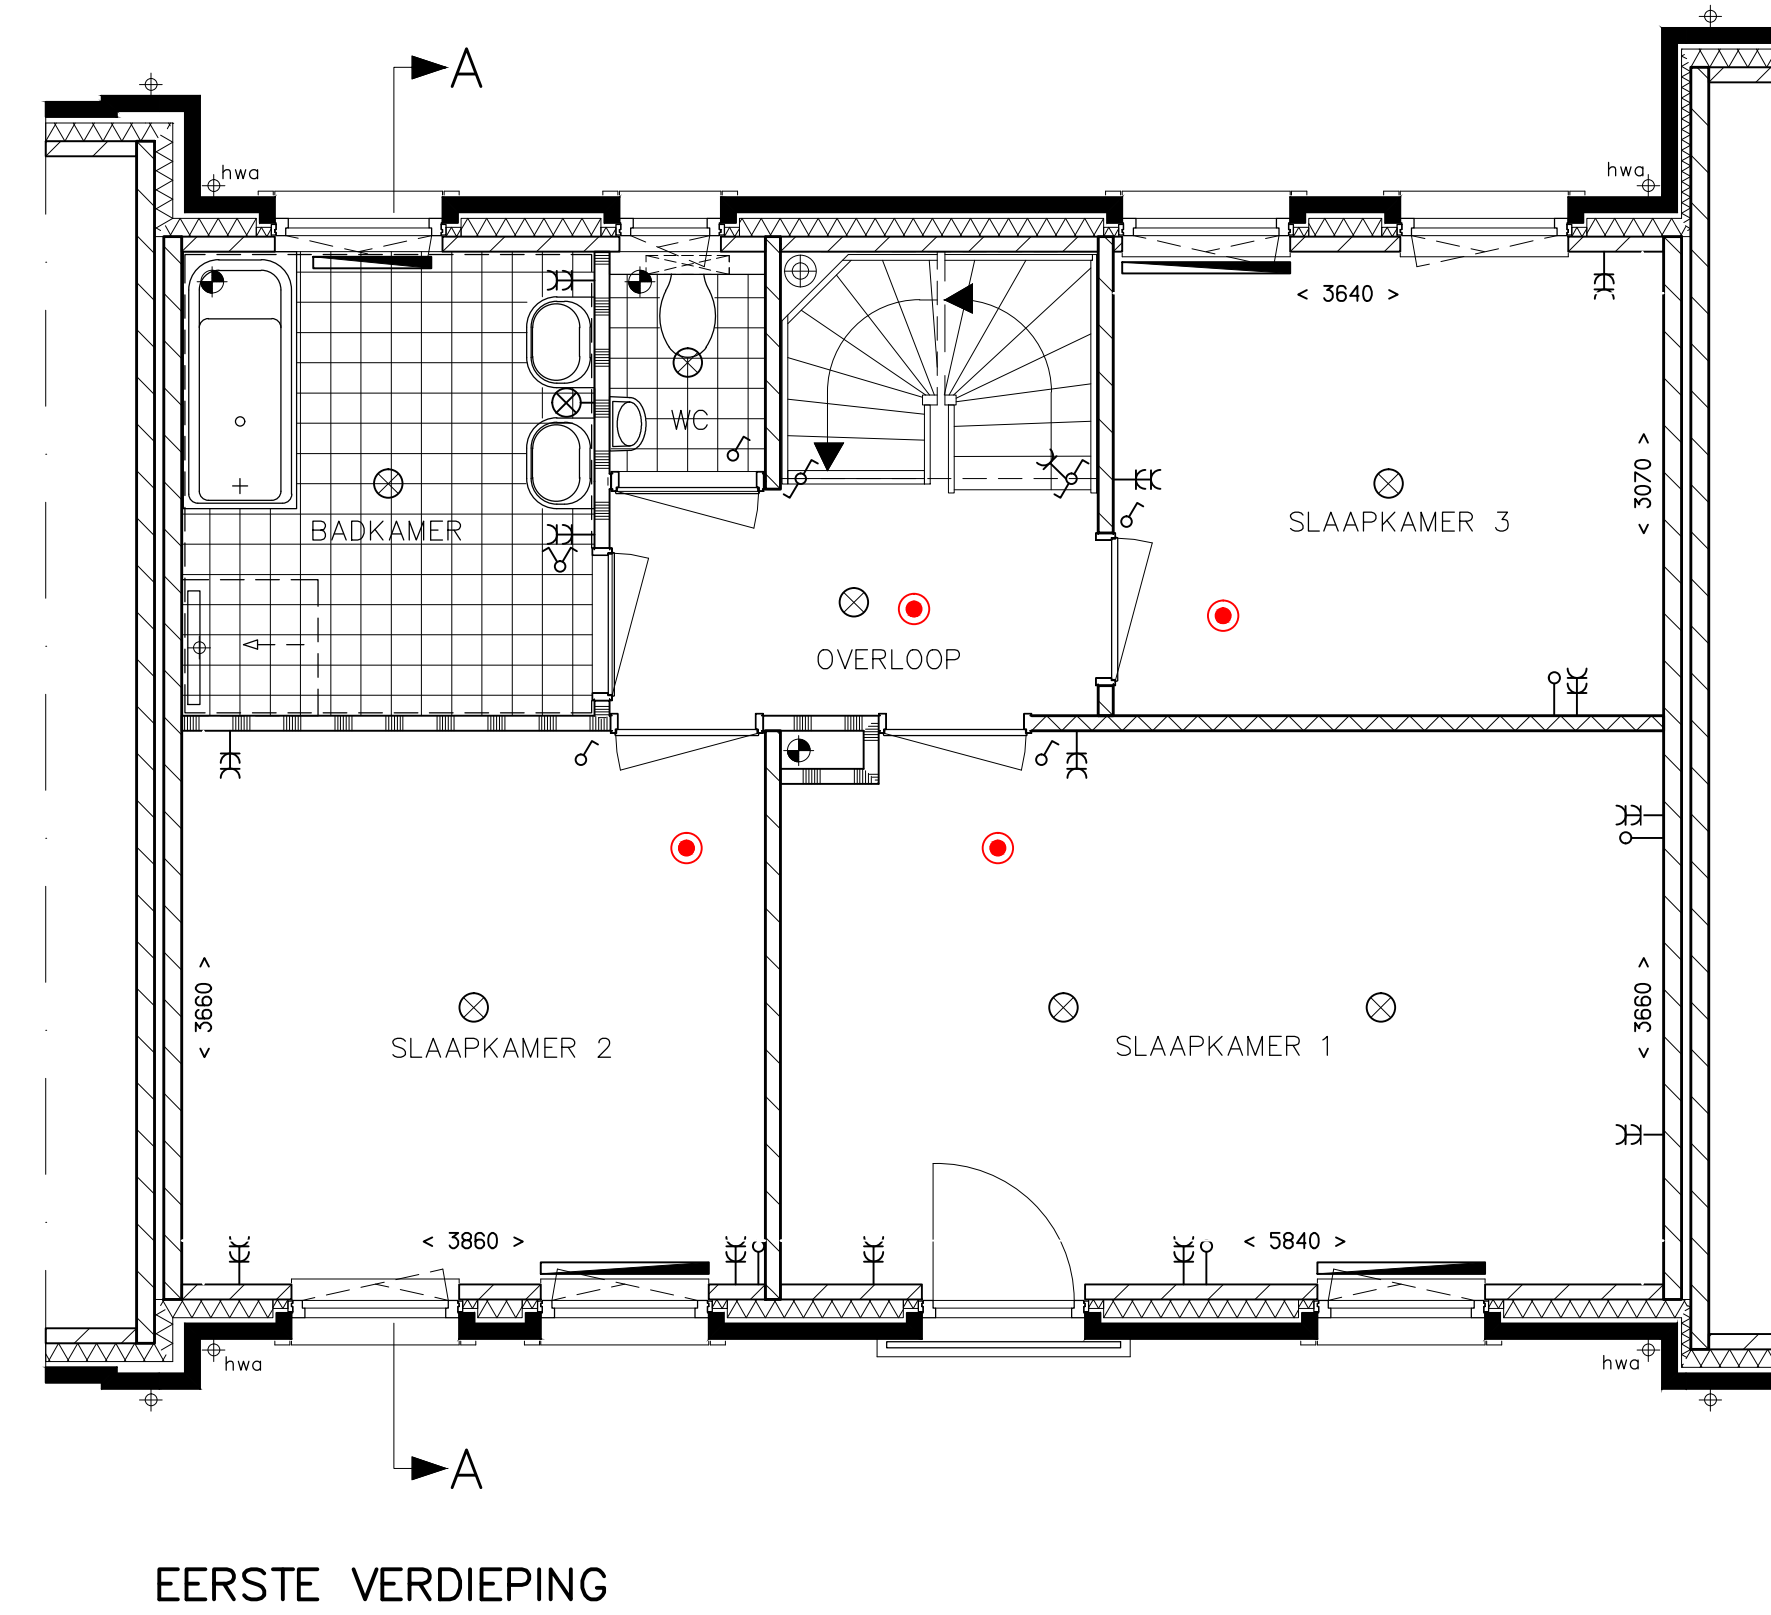 A
hwa
hwa
< 3640 >
WC
< 3070 >
BADKAMER
SLAAPKAMER 3
OVERLOOP
< 3660 >
SLAAPKAMER 2
SLAAPKAMER 1
< 3660 >
< 3860 >
< 5840 >
hwa
hwa
A
EERSTE VERDIEPING